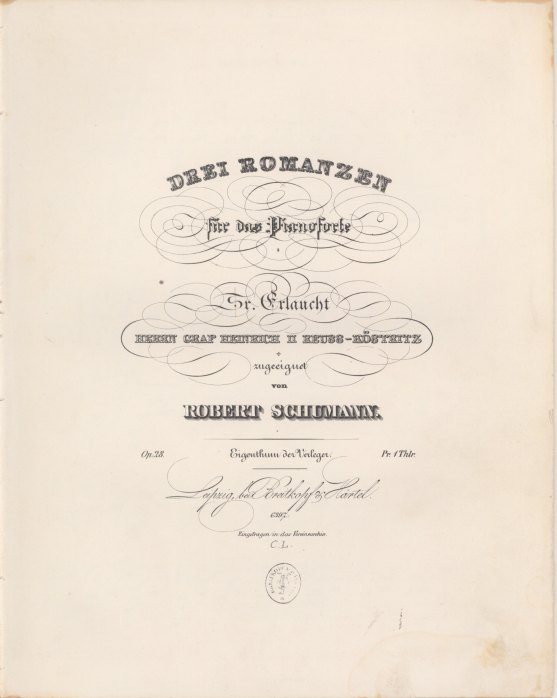 DREI ROMANZEN
für das Pianoforte
Sr. Erlaucht
HERRN GRAF HEINRICH II REUSS-KÖSTRITZ
zugeeignet
von
ROBERT SCHUMANN.
Op. 28. Eigenthum der Verleger. Pr. 1 Thlr.
Leipzig, bei Breitkopf & Härtel.
Eingetragen in das Vereinsarchiv.
C. L.